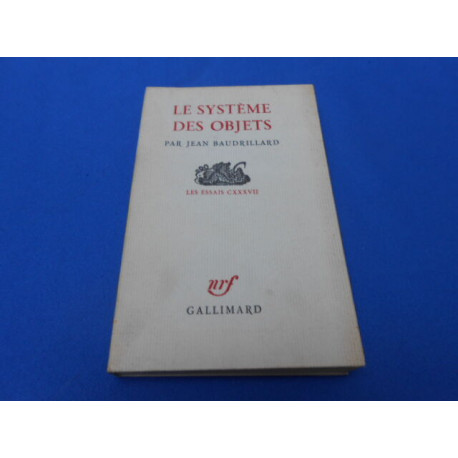 LE SYSTÈME
DES OBJETS
PAR JEAN BAUDRILLARD
LES ESSAIS CXXXVII
nrf
GALLIMARD